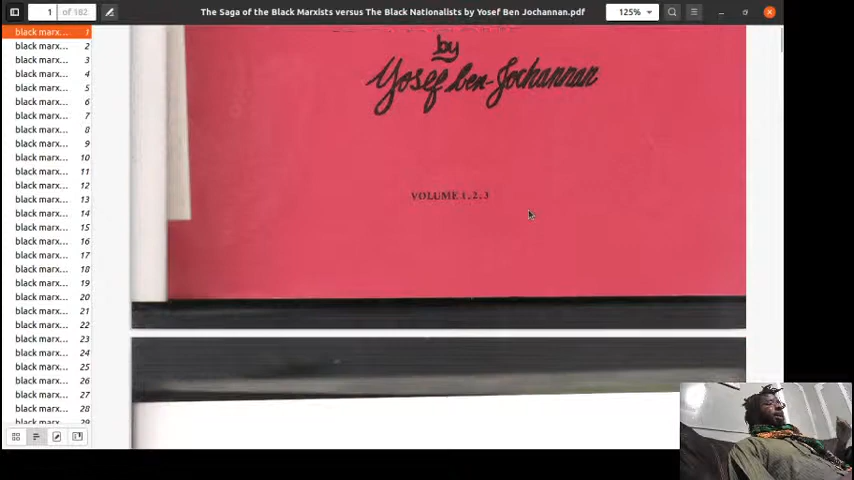 1
of 182
The Saga of the Black Marxists versus The Black Nationalists by Yosef Ben Jochannan.pdf
125%
black marx... 1
black marx... 2
black marx... 3
black marx... 4
black marx... 5
black marx... 6
black marx... 7
black marx... 8
black marx... 9
black marx... 10
black marx... 11
black marx... 12
black marx... 13
black marx... 14
black marx... 15
black marx... 16
black marx... 17
black marx... 18
black marx... 19
black marx... 20
black marx... 21
black marx... 22
black marx... 23
black marx... 24
black marx... 25
black marx... 26
black marx... 27
black marx... 28
black marx... 29
by
Yosef ben-Jochannan
VOLUME 1.2.3